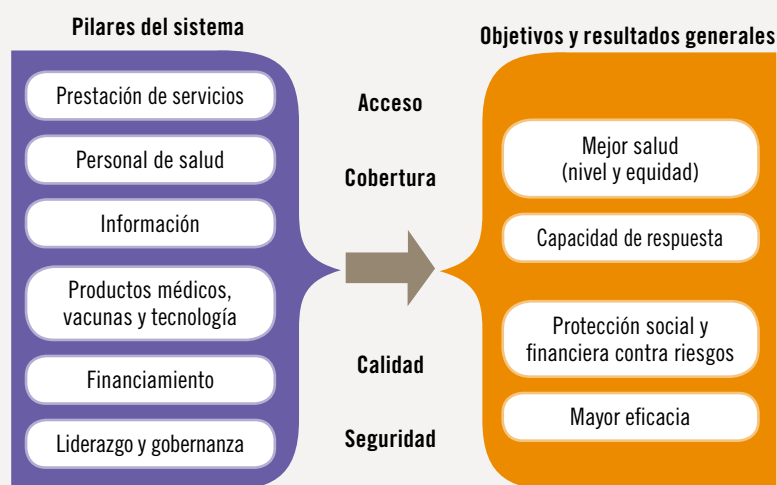 Pilares del sistema
Prestación de servicios
Personal de salud
Información
Productos médicos,
vacunas y tecnología
Financiamiento
Liderazgo y gobernanza
Acceso
Cobertura
Calidad
Seguridad
Objetivos y resultados generales
Mejor salud
(nivel y equidad)
Capacidad de respuesta
Protección social y
financiera contra riesgos
Mayor eficacia